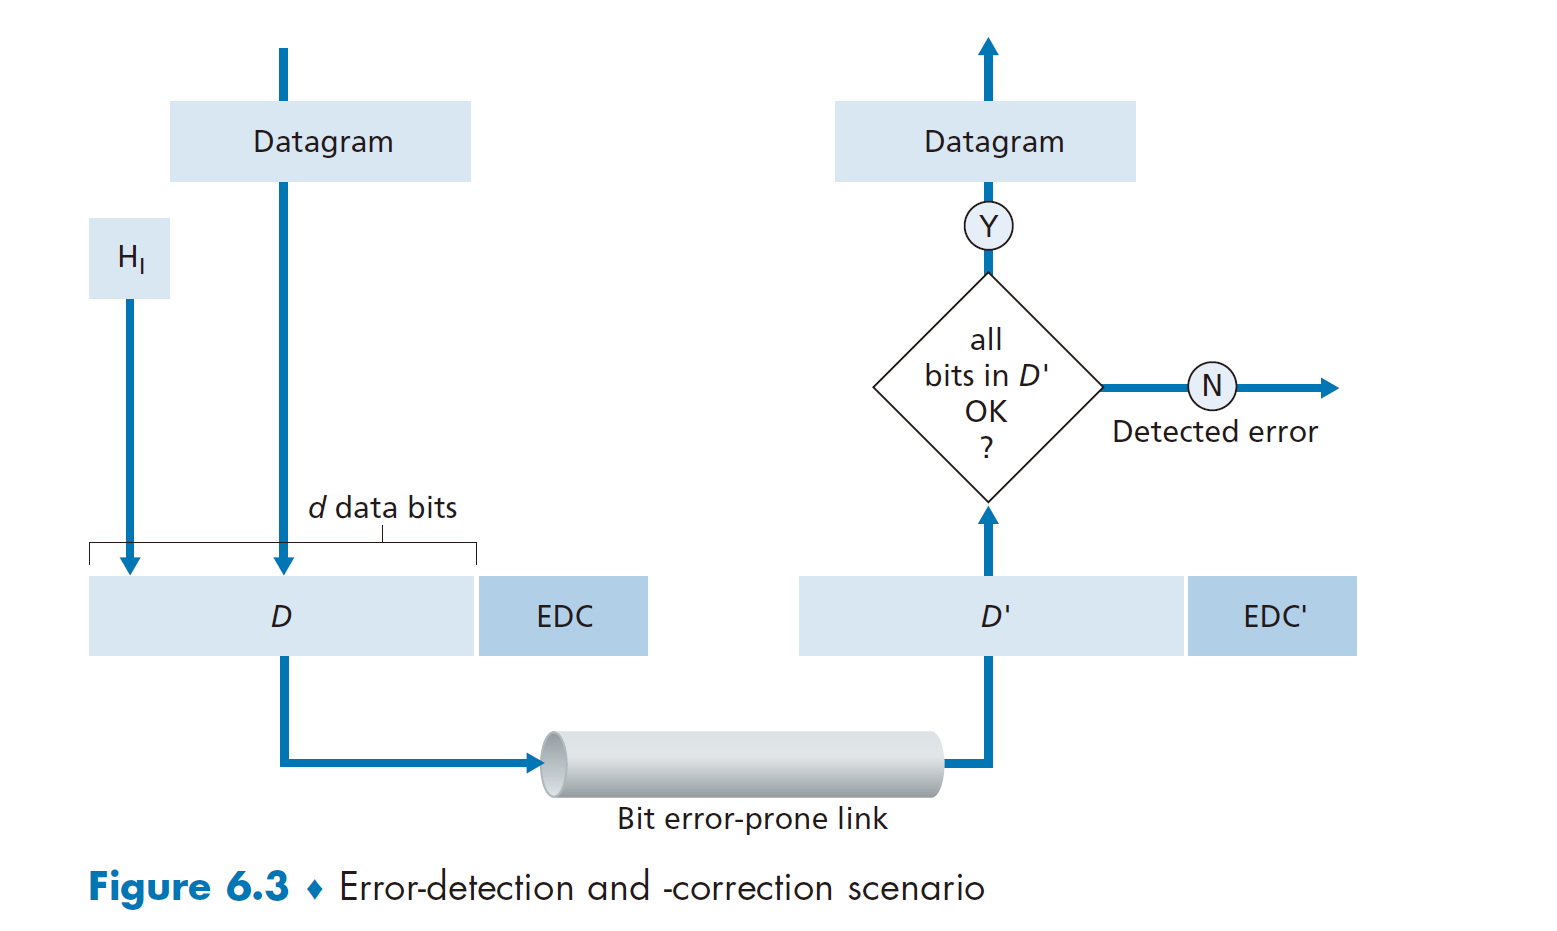 Datagram
Datagram
H_I
Y
all
bits in D'
OK
?
N
Detected error
d data bits
D
EDC
D'
EDC'
Bit error-prone link
Figure 6.3 ♦ Error-detection and -correction scenario